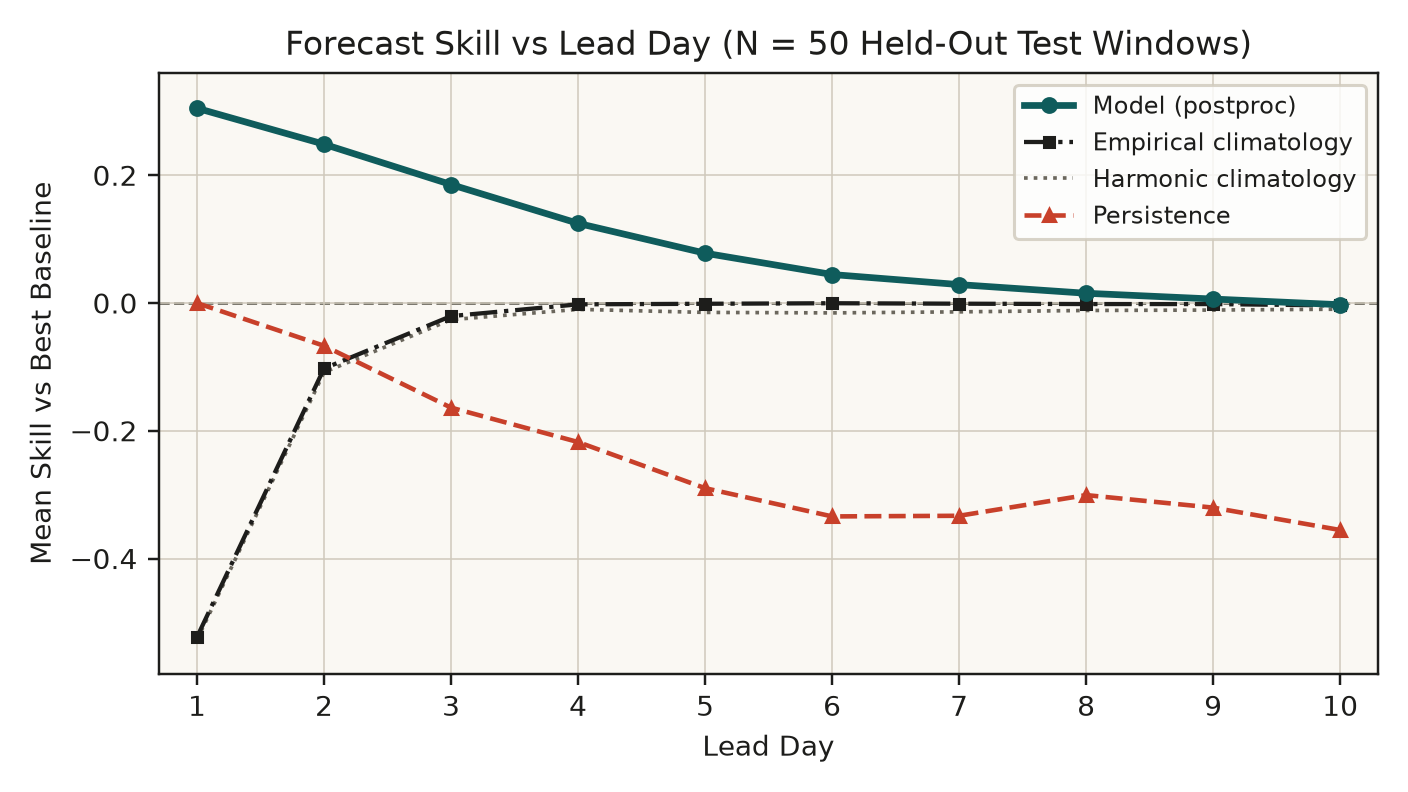 Forecast Skill vs Lead Day (N = 50 Held-Out Test Windows)
Mean Skill vs Best Baseline
0.2
0.0
−0.2
−0.4
Model (postproc)
Empirical climatology
Harmonic climatology
Persistence
1 2 3 4 5 6 7 8 9 10
Lead Day